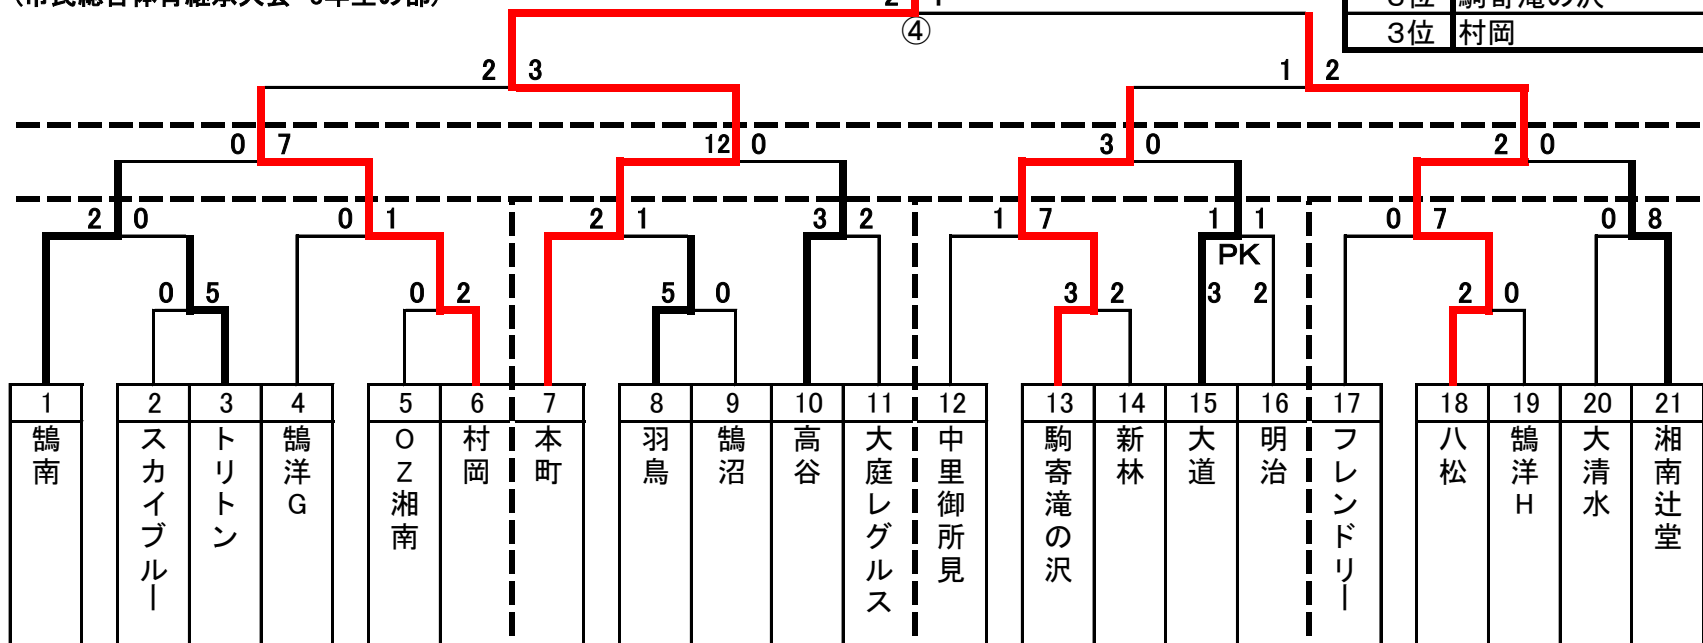 3位 村岡
④
2 3
1 2
0 7
12 0
3 0
2 0
2 0
0 1
2 1
3 2
1 7
1 1
0 7
0 8
PK
0 5
0 2
5 0
3 2
3 2
2 0
1 鵠南
2 スカイブルー
3 トリトン
4 鵠洋G
5 OZ湘南
6 村岡
7 本町
8 羽鳥
9 鵠沼
10 高谷
11 大庭レグルス
12 中里御所見
13 駒寄滝の沢
14 新林
15 大道
16 明治
17 フレンドリー
18 八松
19 鵠洋H
20 大清水
21 湘南辻堂